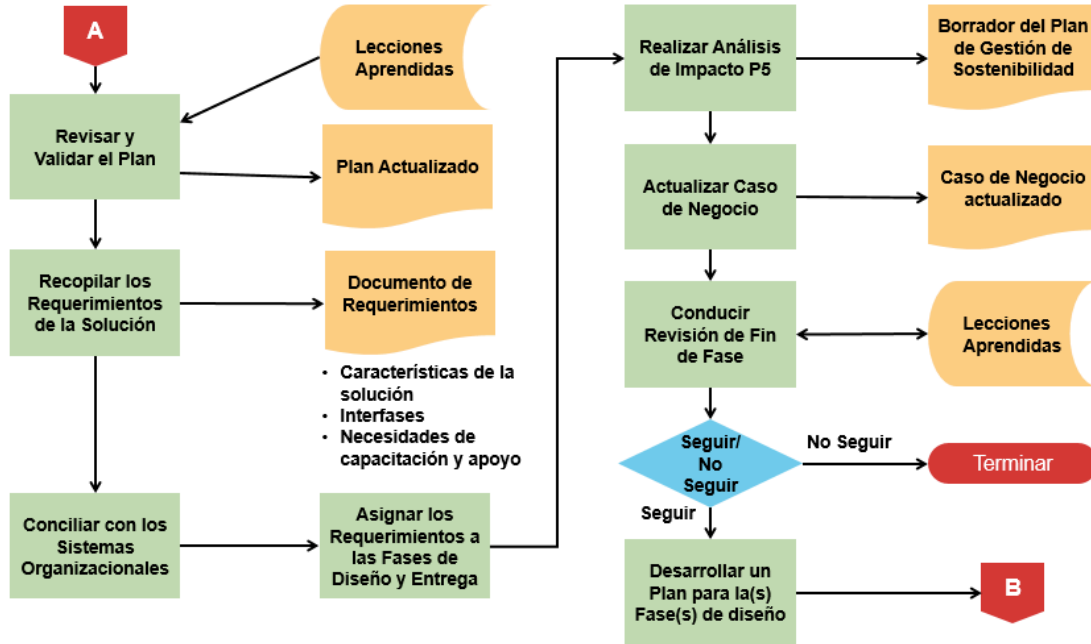 A
Lecciones
Aprendidas
Revisar y
Validar el Plan
Plan Actualizado
Recopilar los
Requerimientos
de la Solución
Documento de
Requerimientos
• Características de la
solución
• Interfases
• Necesidades de
capacitación y apoyo
Conciliar con los
Sistemas
Organizacionales
Asignar los
Requerimientos a
las Fases de
Diseño y Entrega
Realizar Análisis
de Impacto P5
Borrador del Plan
de Gestión de
Sostenibilidad
Actualizar Caso
de Negocio
Caso de Negocio
actualizado
Conducir
Revisión de Fin
de Fase
Lecciones
Aprendidas
Seguir/
No
Seguir
No Seguir
Terminar
Seguir
Desarrollar un
Plan para la(s)
Fase(s) de diseño
B